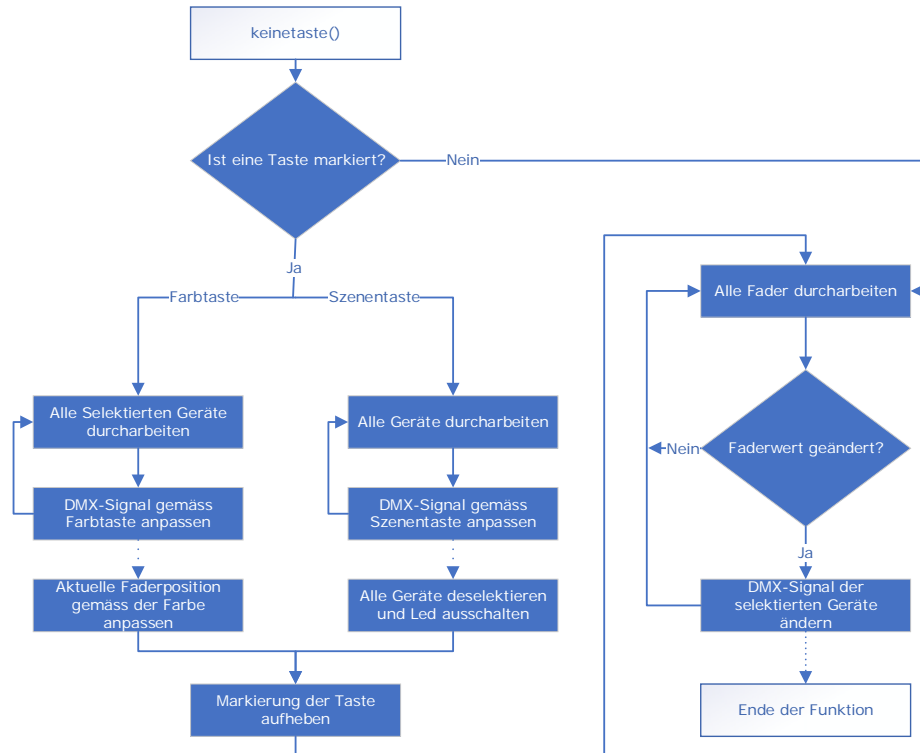 keinetaste()
Ist eine Taste markiert?
Nein
Ja
Farbtaste
Szenentaste
Alle Selektierten Geräte
durcharbeiten
DMX-Signal gemäss
Farbtaste anpassen
Aktuelle Faderposition
gemäss der Farbe
anpassen
Alle Geräte durcharbeiten
DMX-Signal gemäss
Szenentaste anpassen
Alle Geräte deselektieren
und Led ausschalten
Markierung der Taste
aufheben
Alle Fader durcharbeiten
Faderwert geändert?
Nein
Ja
DMX-Signal der
selektierten Geräte
ändern
Ende der Funktion